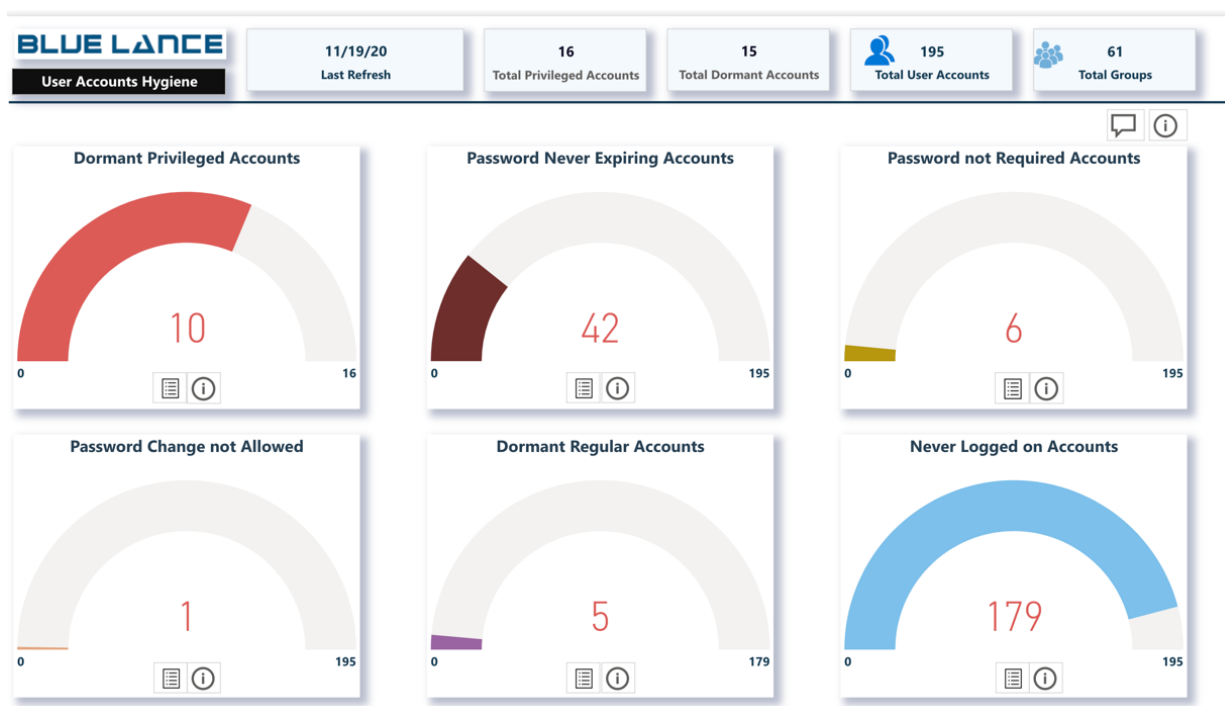 BLUE LANCE
User Accounts Hygiene
11/19/20
Last Refresh
16
Total Privileged Accounts
15
Total Dormant Accounts
195
Total User Accounts
61
Total Groups
Dormant Privileged Accounts
10
0
16
Password Never Expiring Accounts
42
0
195
Password not Required Accounts
6
0
195
Password Change not Allowed
1
0
195
Dormant Regular Accounts
5
0
179
Never Logged on Accounts
179
0
195